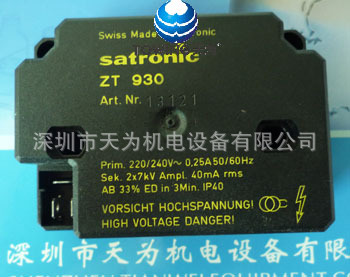 Swiss Made
satronic
ZT 930
Art. Nr. 13121
深圳市天为机电设备有限公司
Prim. 220/240V~ 0,25A 50/60Hz
Sek. 2x7kV Ampl. 40mA rms
AB 33% ED in 3Min. IP40
VORSICHT HOCHSPANNUNG!
HIGH VOLTAGE DANGER!
深圳市天为机电设备有限公司